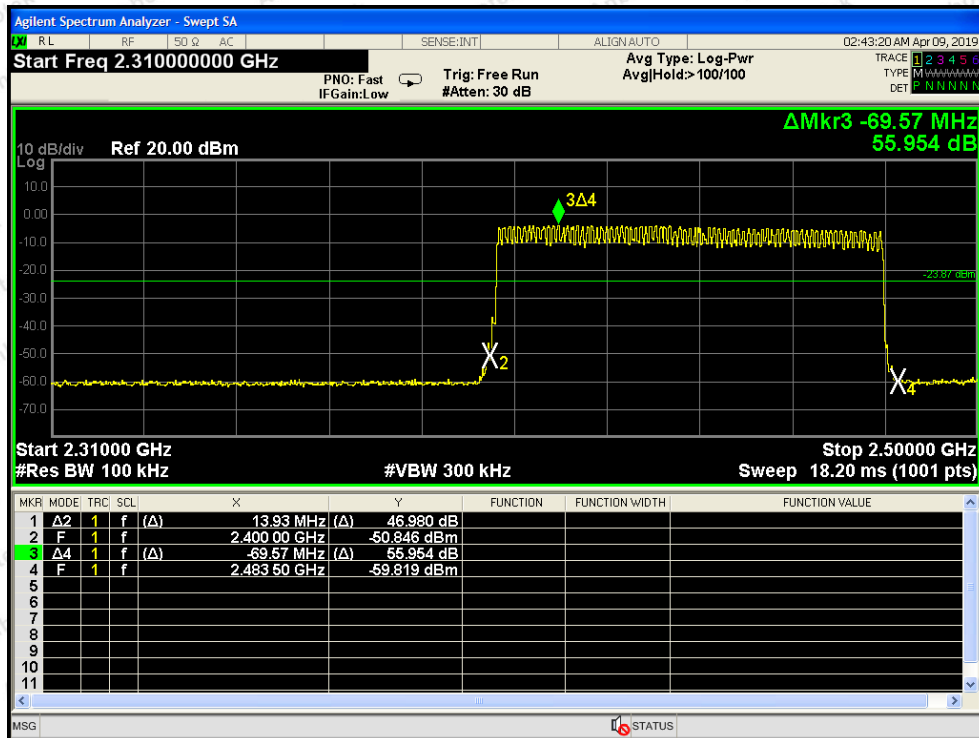 Agilent Spectrum Analyzer - Swept SA
LXI RL RF 50 Ω AC SENSE:INT ALIGN AUTO 02:43:20 AM Apr 09, 2019
Start Freq 2.310000000 GHz
Avg Type: Log-Pwr
TRACE 1 2 3 4 5 6
PNO: Fast Trig: Free Run Avg|Hold:>100/100
TYPE M WWWWW
IFGain:Low #Atten: 30 dB
DET P N N N N N
ΔMkr3 -69.57 MHz
55.954 dB
10 dB/div Ref 20.00 dBm
Log
10.0
3Δ4
0.00
-10.0
-20.0
-23.87 dBm
-30.0
-40.0
-50.0
2
-60.0
4
-70.0
Start 2.31000 GHz Stop 2.50000 GHz
#Res BW 100 kHz #VBW 300 kHz Sweep 18.20 ms (1001 pts)
MKR MODE TRC SCL X Y FUNCTION FUNCTION WIDTH FUNCTION VALUE
1 Δ2 1 f (Δ) 13.93 MHz (Δ) 46.980 dB
2 F 1 f 2.400 00 GHz -50.846 dBm
3 Δ4 1 f (Δ) -69.57 MHz (Δ) 55.954 dB
4 F 1 f 2.483 50 GHz -59.819 dBm
5
6
7
8
9
10
11
MSG STATUS